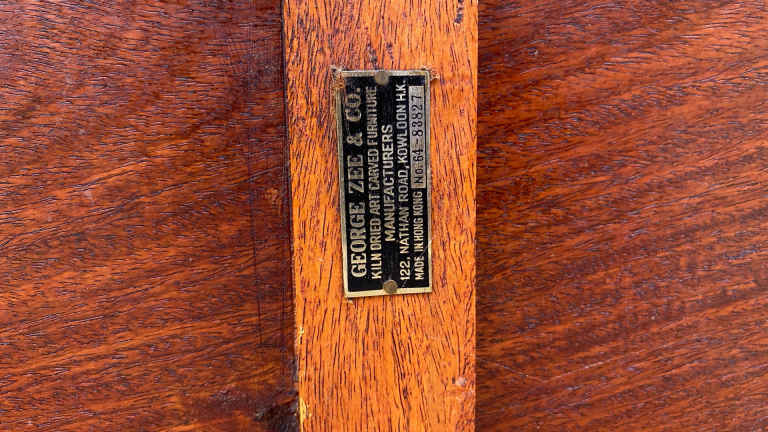 GEORGE ZEE & CO.
KILN DRIED ART CARVED FURNITURE
MANUFACTURERS
122, NATHAN ROAD, KOWLOON H.K.
MADE IN HONG KONG No. 64-83827